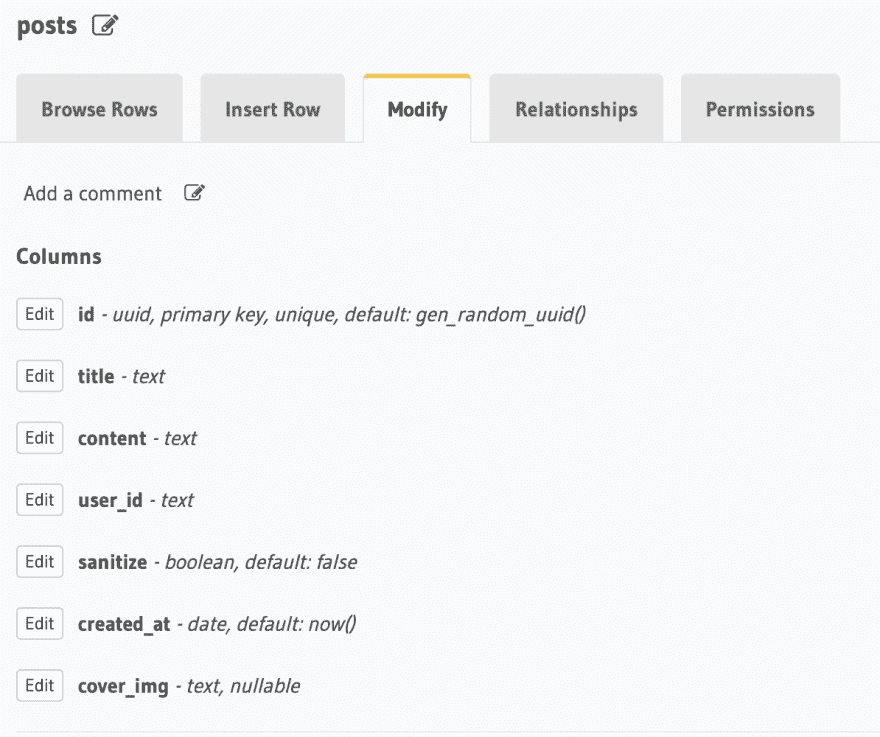 posts
Browse Rows Insert Row Modify Relationships Permissions
Add a comment
Columns
Edit id - uuid, primary key, unique, default: gen_random_uuid()
Edit title - text
Edit content - text
Edit user_id - text
Edit sanitize - boolean, default: false
Edit created_at - date, default: now()
Edit cover_img - text, nullable